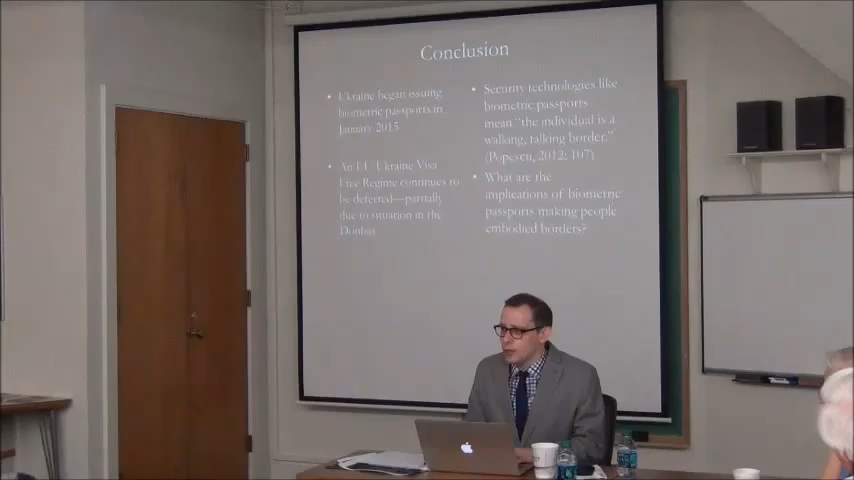 Conclusion
• Ukraine began issuing
biometric passports in
January 2015
• An EU-Ukraine Visa
Free Regime continues to
be deferred—partially
due to situation in the
Donbas
• Security technologies like
biometric passports
mean "the individual is a
walking, talking border."
(Popescu, 2012: 107)
• What are the
implications of biometric
passports making people
embodied borders?